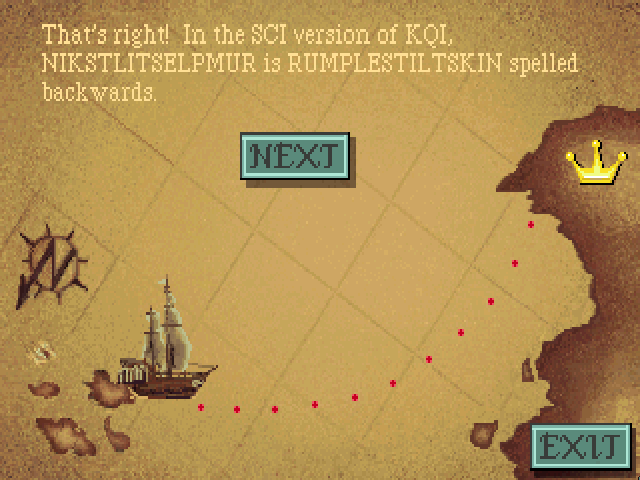 That's right!  In the SCI version of KQI,
NIKSTLITSELPMUR is RUMPLESTILTSKIN spelled
backwards.
NEXT
EXIT